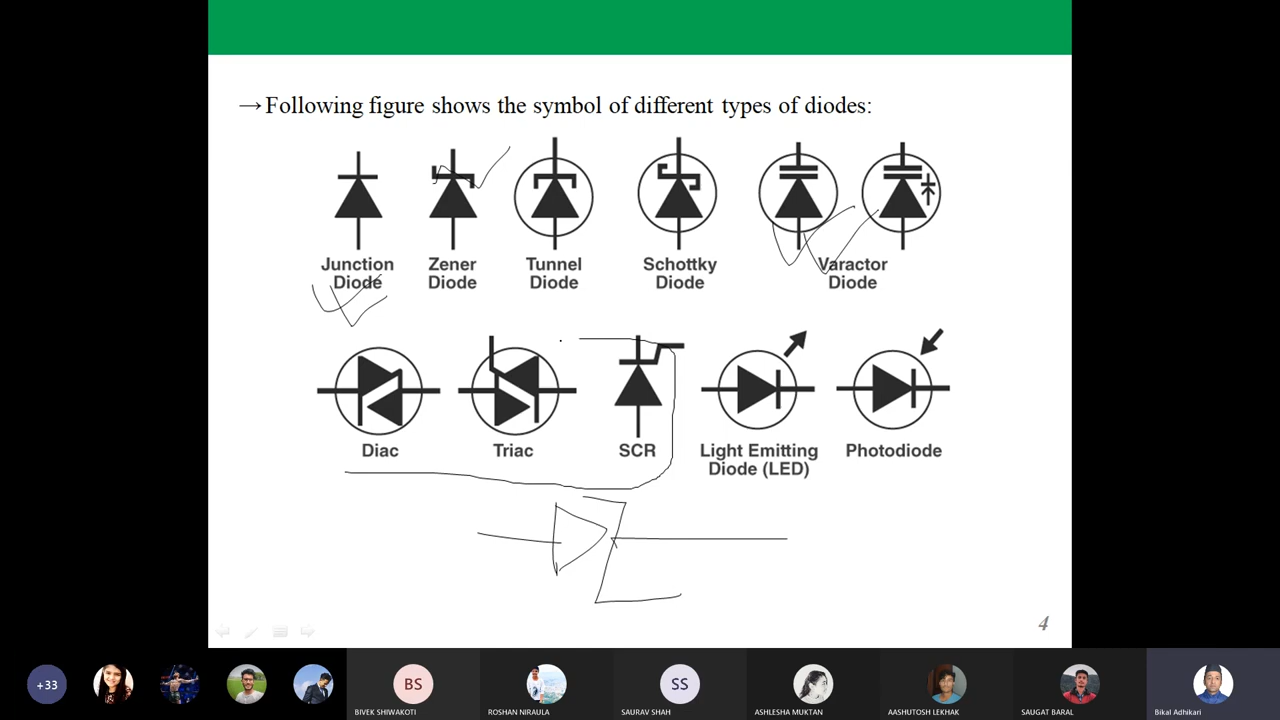 →Following figure shows the symbol of different types of diodes:
Junction Diode
Zener Diode
Tunnel Diode
Schottky Diode
Varactor Diode
Diac
Triac
SCR
Light Emitting Diode (LED)
Photodiode
4
+33
BS
SS
BIVEK SHIWAKOTI
ROSHAN NIRAULA
SAURAV SHAH
ASHLESHA MUKTAN
AASHUTOSH LEKHAK
SAUGAT BARAL
Bikal Adhikari